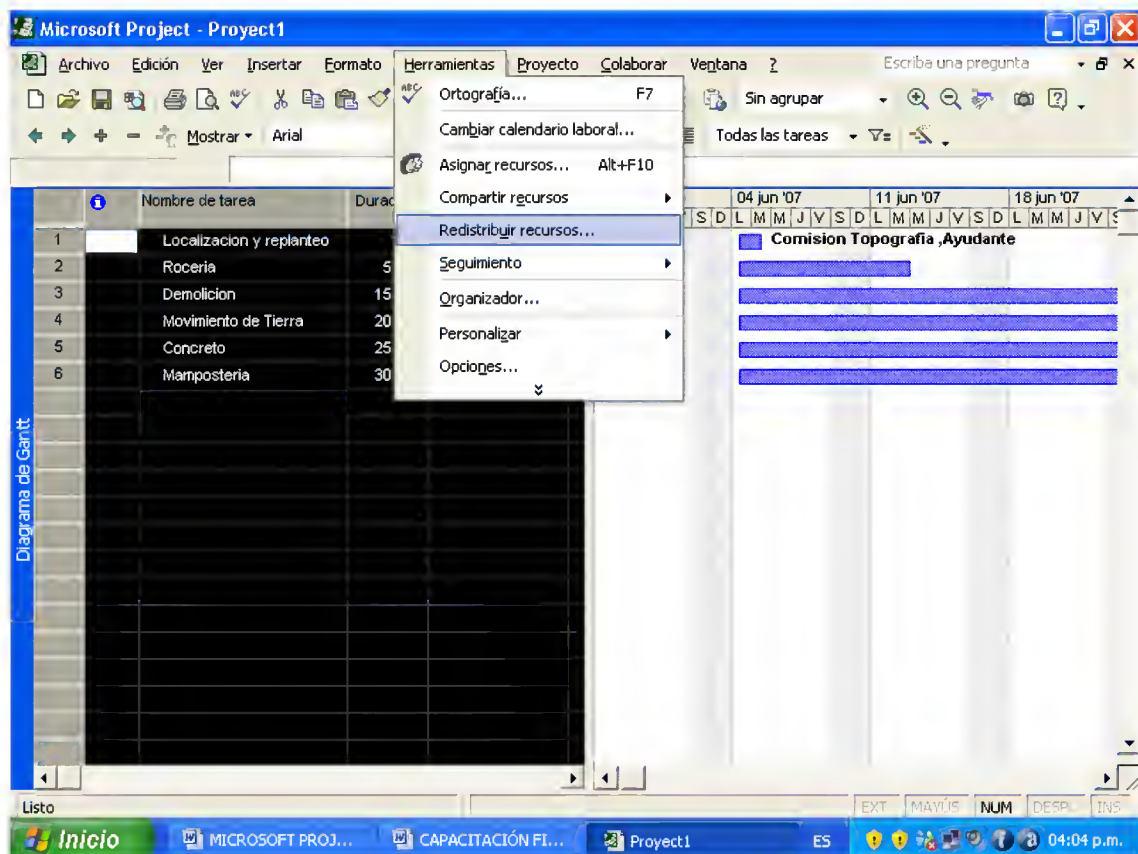 Microsoft Project - Proyect1
Archivo Edición Ver Insertar Formato Herramientas Proyecto Colaborar Ventana ? Escriba una pregunta
Sin agrupar
Mostrar Arial Todas las tareas
ABC Ortografía... F7
Cambiar calendario laboral...
Asignar recursos... Alt+F10
Compartir recursos
Redistribuir recursos...
Seguimiento
Organizador...
Personalizar
Opciones...
Nombre de tarea Durac 04 jun '07 11 jun '07 18 jun '07
S D L M M J V S D L M M J V S D L M M J V S
1 Localizacion y replanteo Comision Topografia ,Ayudante
2 Roceria 5
3 Demolicion 15
4 Movimiento de Tierra 20
5 Concreto 25
6 Mamposteria 30
Diagrama de Gantt
Listo EXT MAYÚS NUM DESPL INS
Inicio MICROSOFT PROJ... CAPACITACIÓN FI... Proyect1 ES 04:04 p.m.